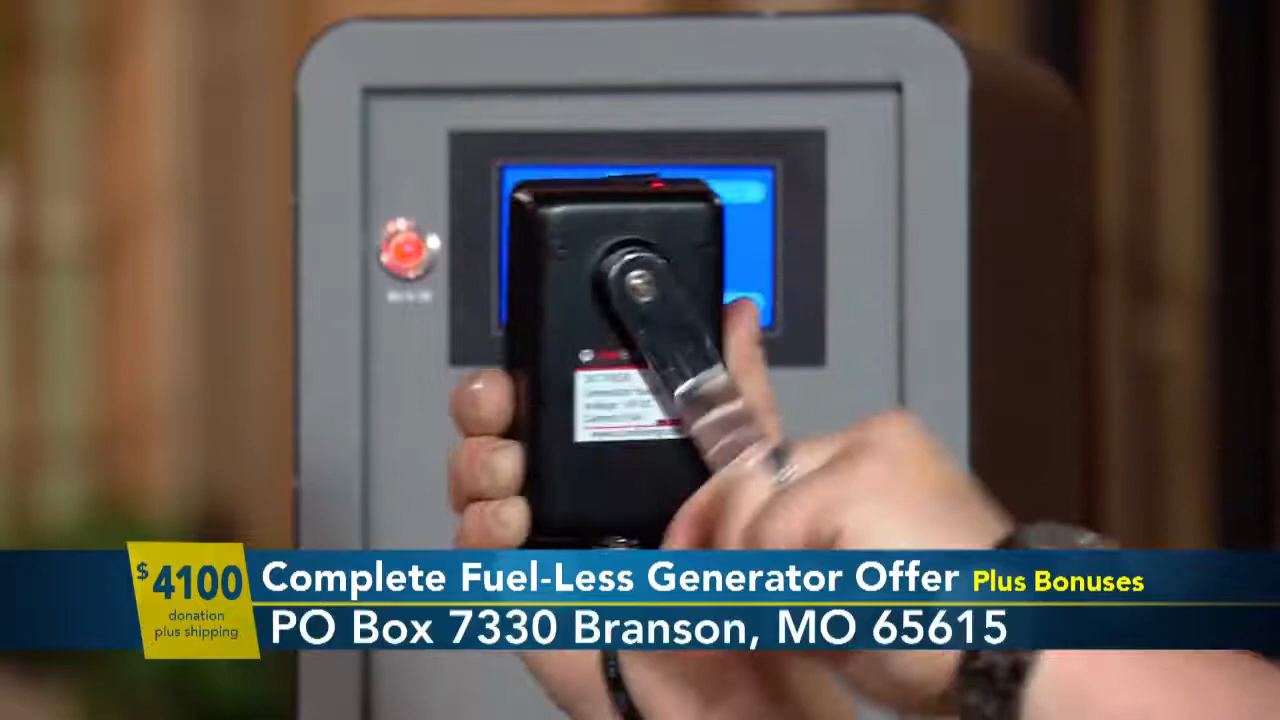 $4100
donation
plus shipping
Complete Fuel-Less Generator Offer Plus Bonuses
PO Box 7330 Branson, MO 65615